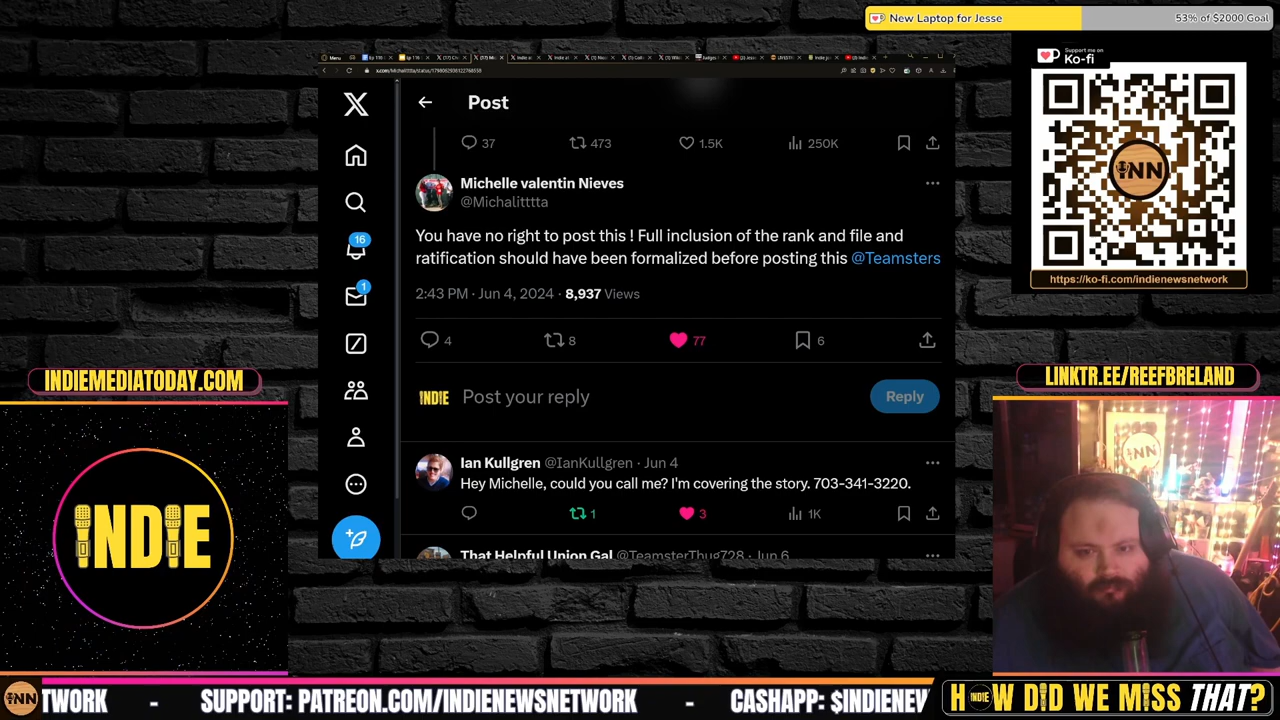 New Laptop for Jesse
53% of $2000 Goal
Support me on
Ko-fi
INN
https://ko-fi.com/indienewsnetwork
Menu
Post
37 473 1.5K 250K
Michelle valentin Nieves
@Michalitttta
You have no right to post this ! Full inclusion of the rank and file and
ratification should have been formalized before posting this @Teamsters
2:43 PM · Jun 4, 2024 · 8,937 Views
4 8 77 6
16
1
INDIE
Post your reply
Reply
Ian Kullgren @IanKullgren · Jun 4
Hey Michelle, could you call me? I'm covering the story. 703-341-3220.
1 3 1K
That Helpful Union Gal @TeamsterThug728 · Jun 6
INDIEMEDIATODAY.COM
INDIE
LINKTR.EE/REEFBRELAND
INN
INN
TWORK - SUPPORT: PATREON.COM/INDIENEWSNETWORK - CASHAPP: $INDIENEW
HOW DID WE MISS THAT?